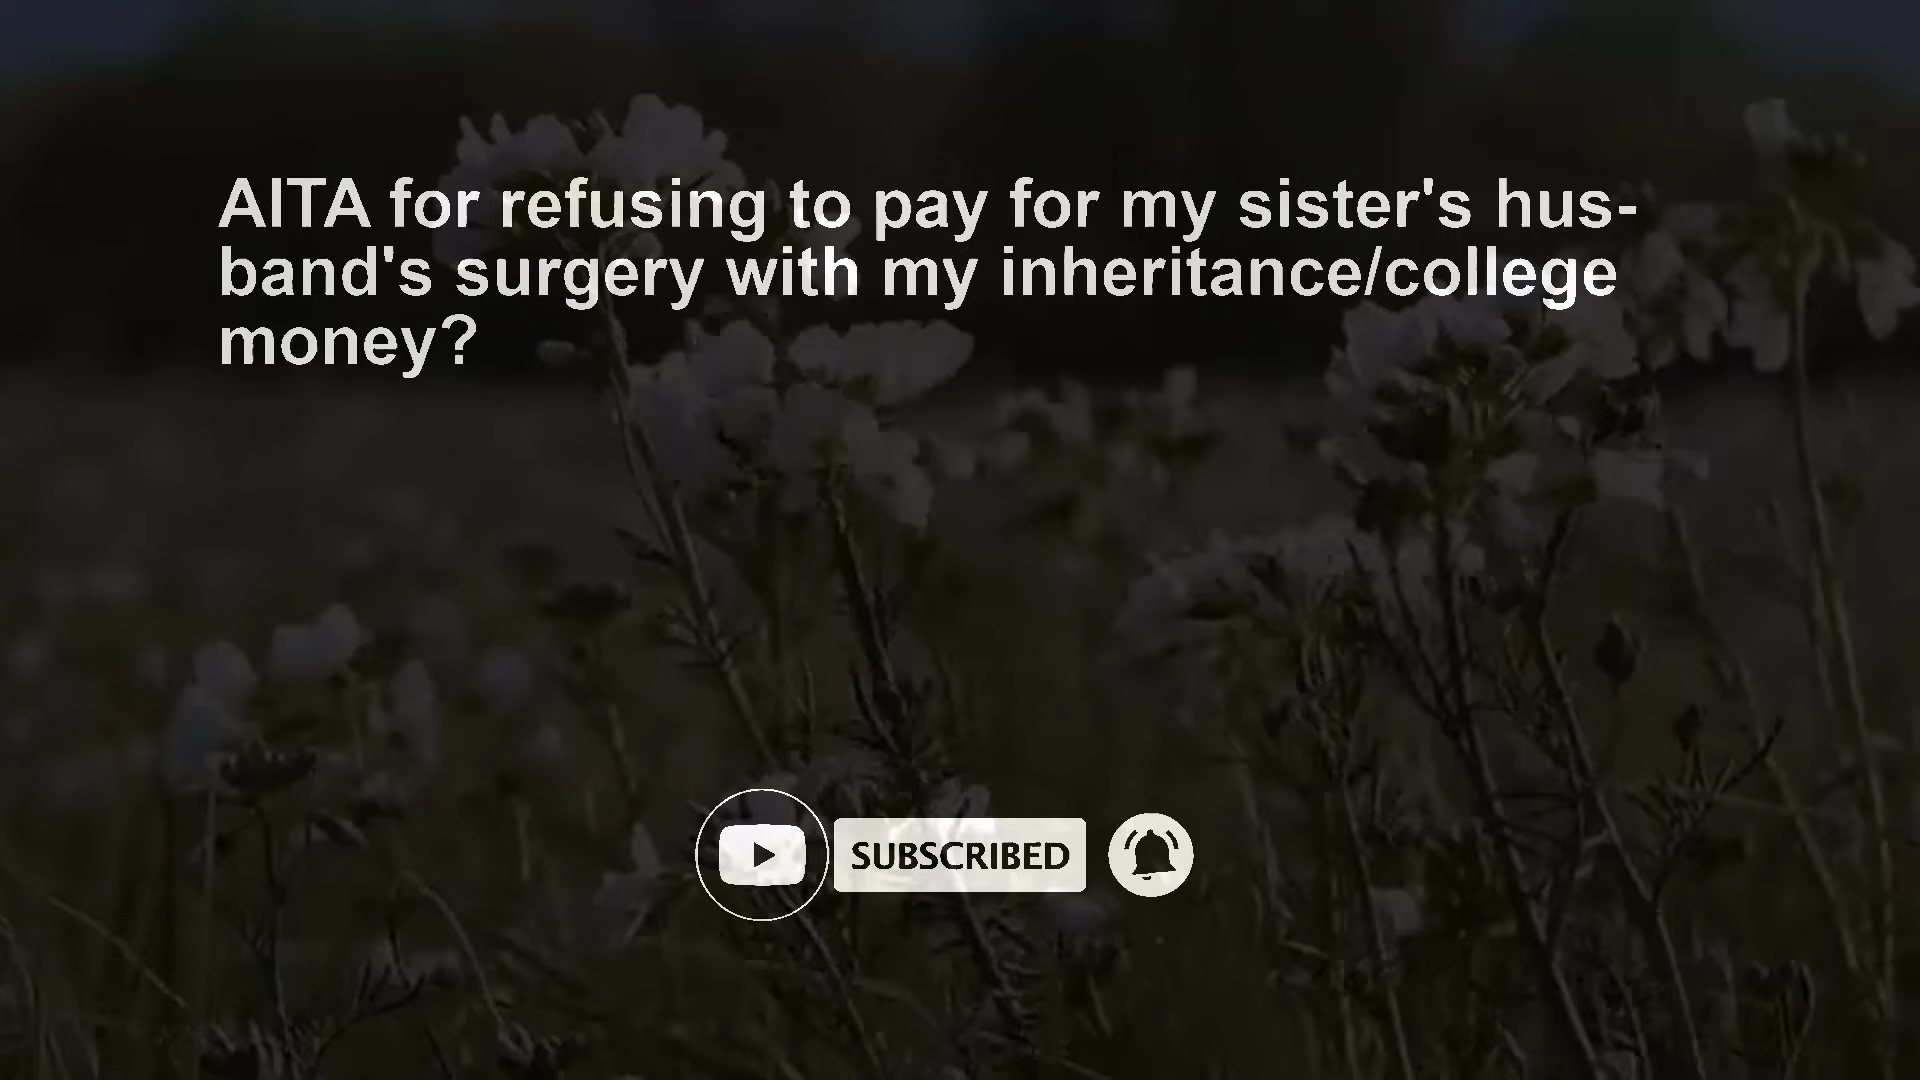 AITA for refusing to pay for my sister's hus-
band's surgery with my inheritance/college
money?
SUBSCRIBED